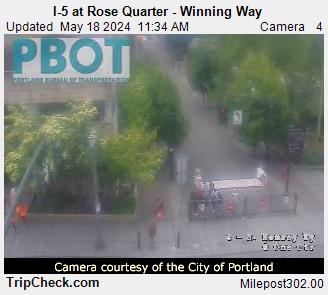 I-5 at Rose Quarter - Winning Way
Updated May 18 2024 11:34 AM Camera 4
PBOT
PORTLAND BUREAU OF TRANSPORTATION
Camera courtesy of the City of Portland
TripCheck.com Milepost302.00